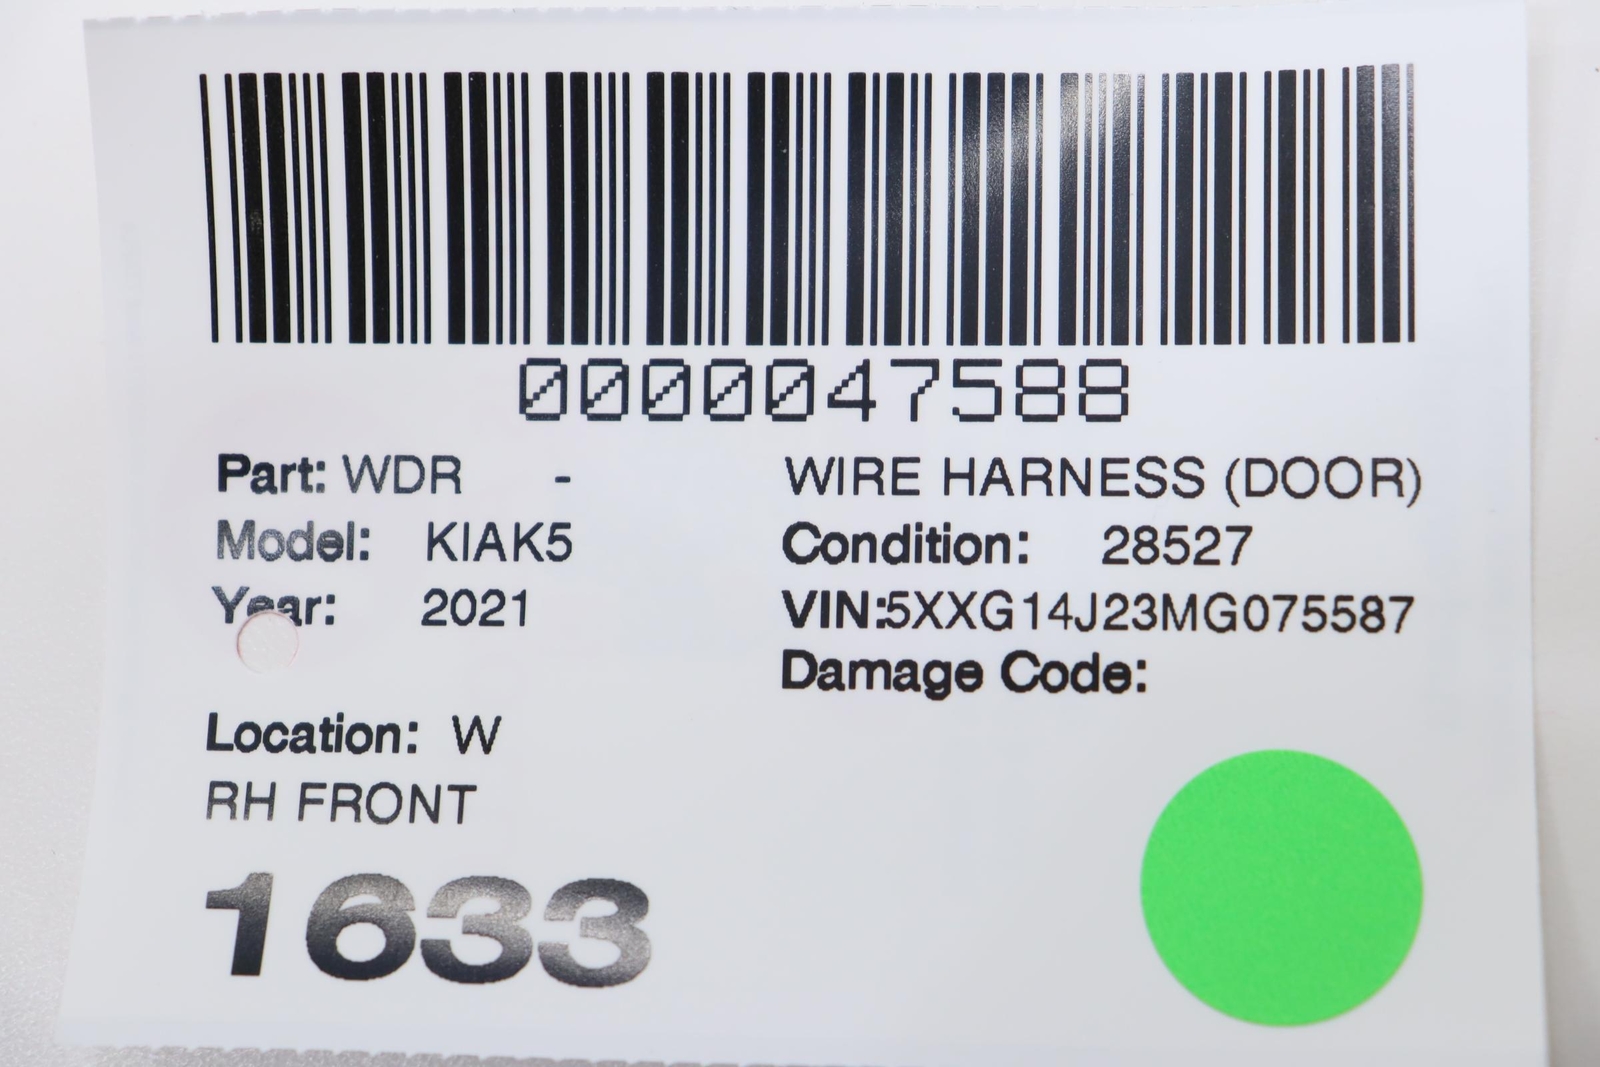 0000047588
Part: WDR - WIRE HARNESS (DOOR)
Model: KIAK5 Condition: 28527
Year: 2021 VIN:5XXG14J23MG075587
Damage Code:
Location: W
RH FRONT
1633